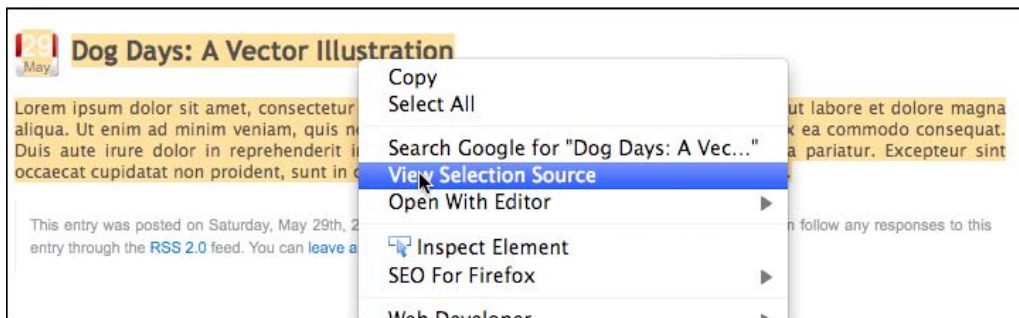 29
May
Dog Days: A Vector Illustration
Copy
Select All
Search Google for "Dog Days: A Vec..."
View Selection Source
Open With Editor
Inspect Element
SEO For Firefox
Web Developer
Lorem ipsum dolor sit amet, consectetur ut labore et dolore magna
aliqua. Ut enim ad minim veniam, quis ea commodo consequat.
Duis aute irure dolor in reprehenderit a pariatur. Excepteur sint
occaecat cupidatat non proident, sunt in
This entry was posted on Saturday, May 29th, follow any responses to this
entry through the RSS 2.0 feed. You can leave a